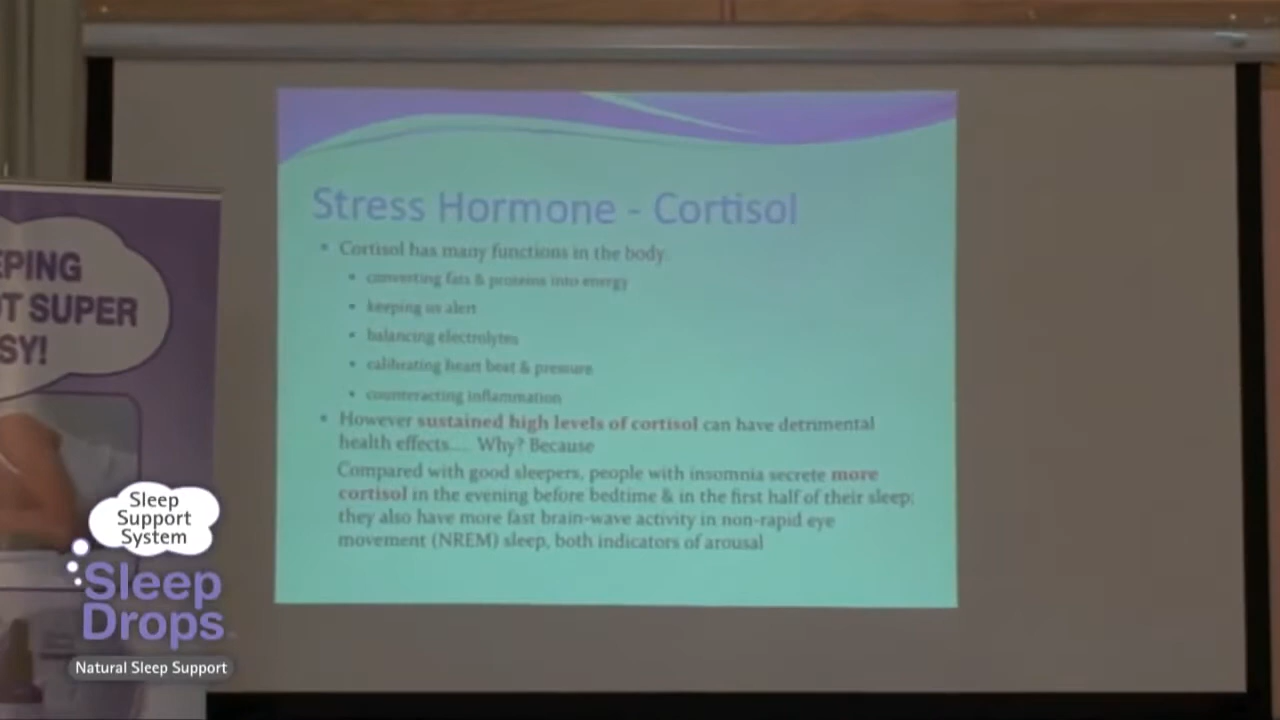 Stress Hormone - Cortisol
• Cortisol has many functions in the body:
• converting fats & proteins into energy
• keeping us alert
• balancing electrolytes
• calibrating heart beat & pressure
• counteracting inflammation
• However sustained high levels of cortisol can have detrimental
health effects.... Why? Because
Compared with good sleepers, people with insomnia secrete more
cortisol in the evening before bedtime & in the first half of their sleep;
they also have more fast brain-wave activity in non-rapid eye
movement (NREM) sleep, both indicators of arousal
EPING
T SUPER
SY!
Sleep
Support
System
Sleep
Drops
Natural Sleep Support